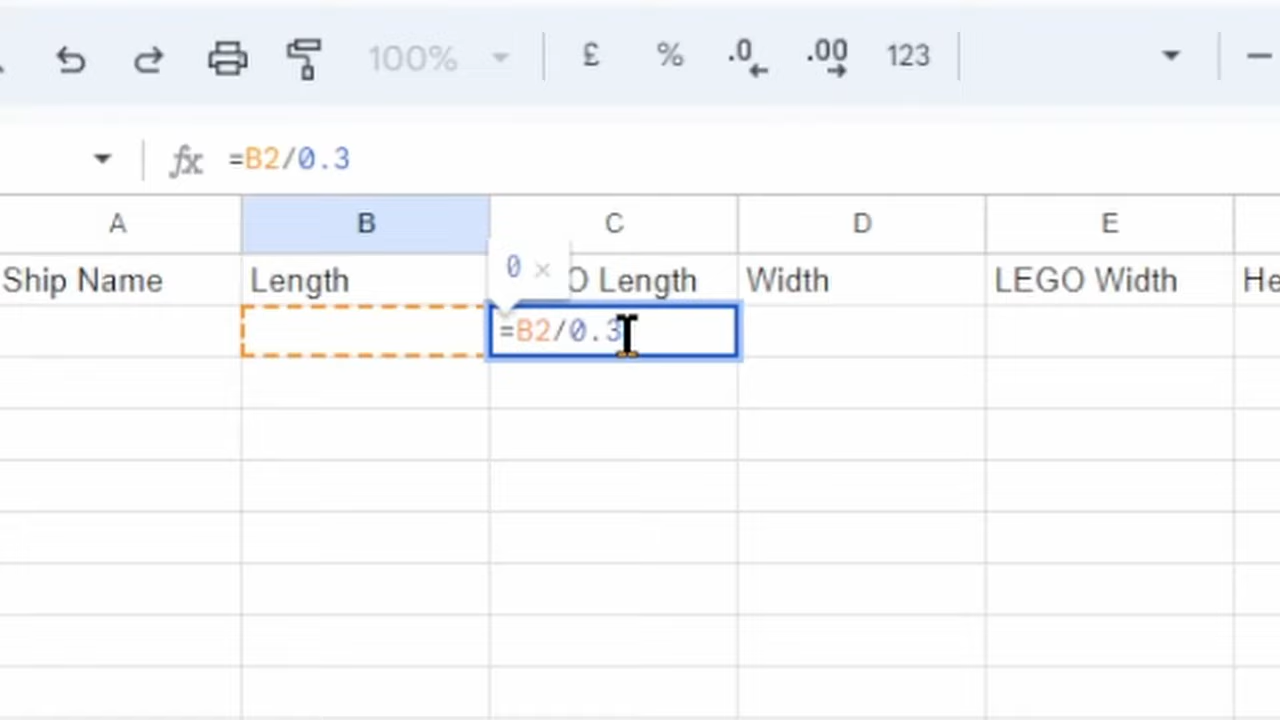 100% £ % .0 .00 123
fx =B2/0.3
A B C D E
0 ×
Ship Name Length O Length Width LEGO Width He
=B2/0.3